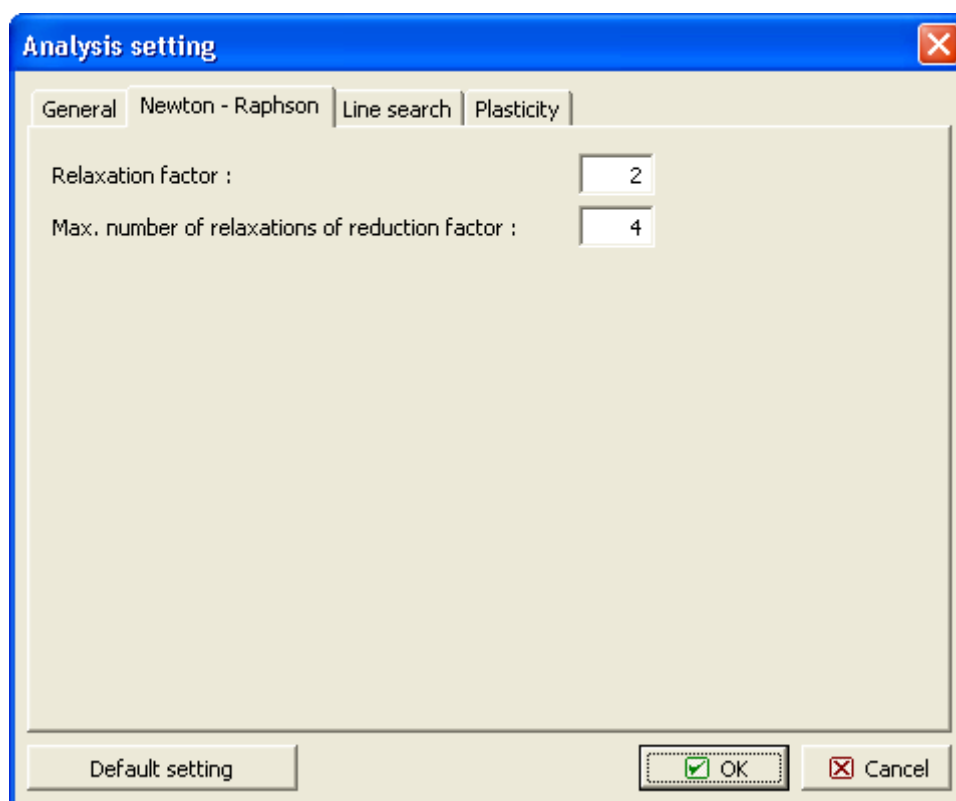 Analysis setting
General Newton - Raphson Line search Plasticity
Relaxation factor : 2
Max. number of relaxations of reduction factor : 4
Default setting OK Cancel